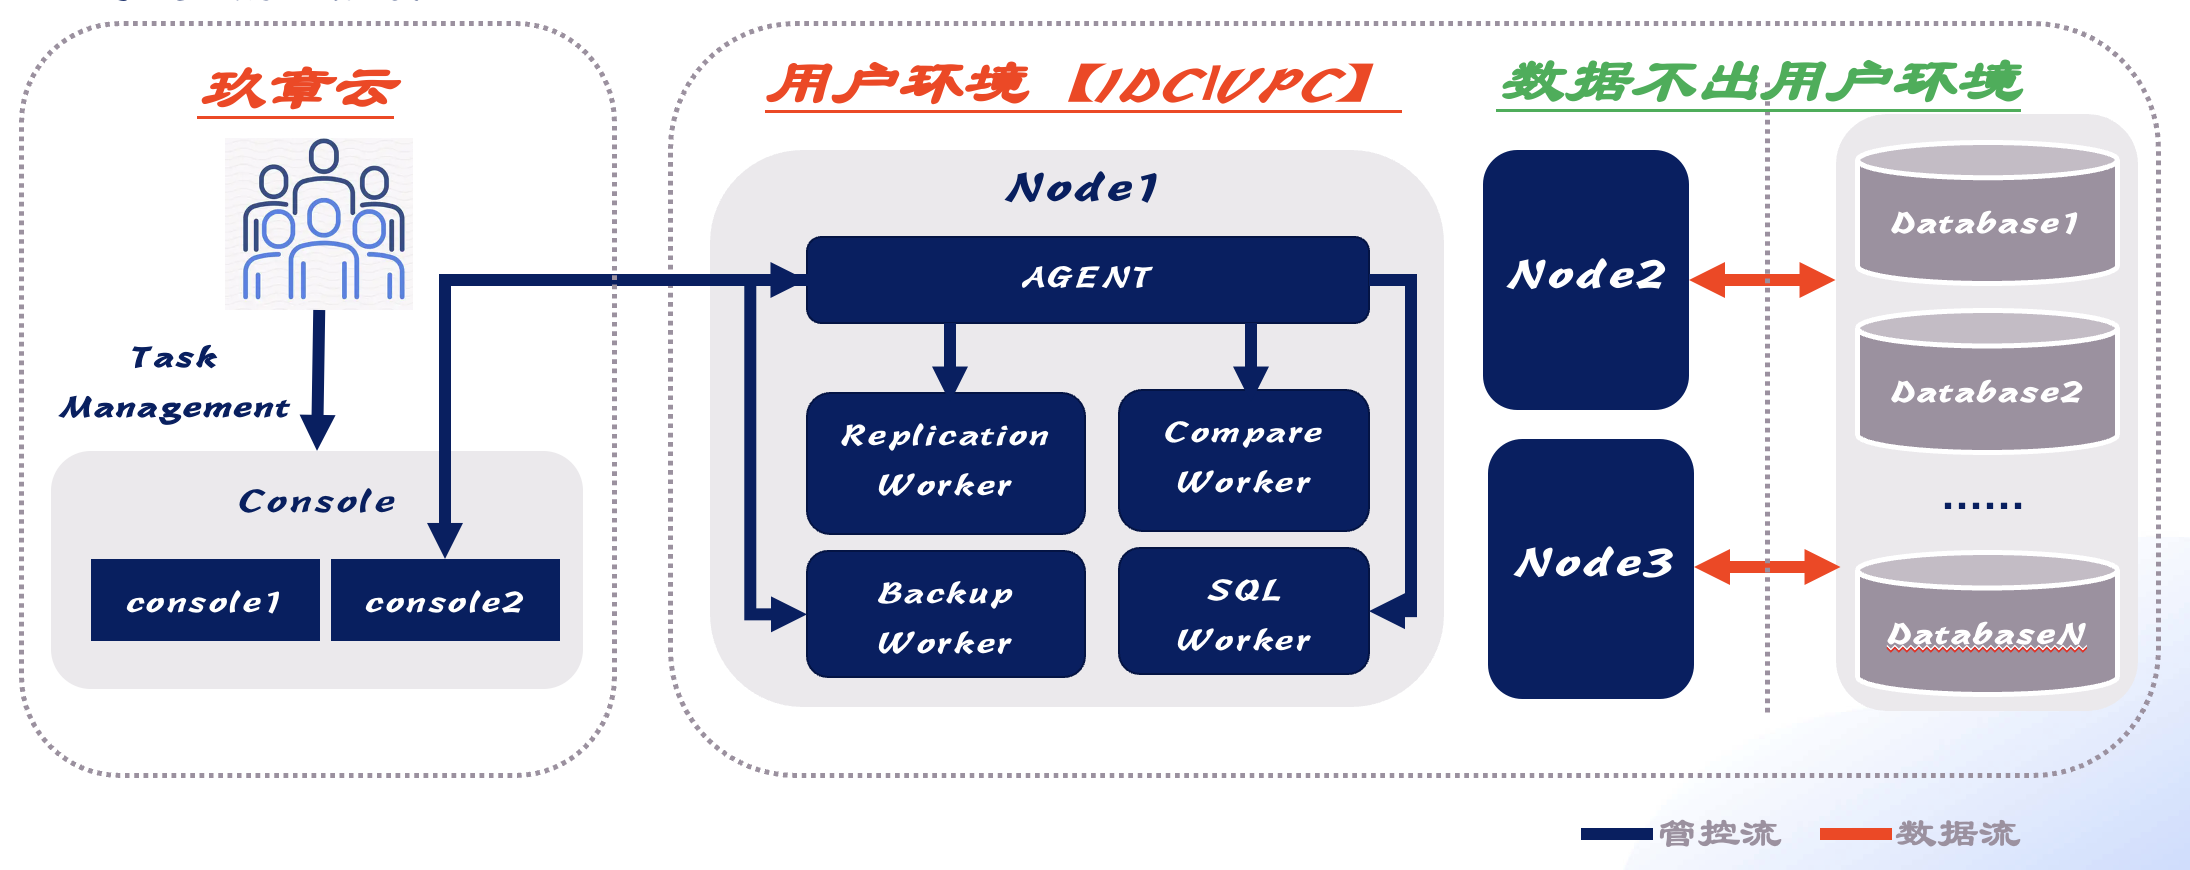 玖章云
Task
Management
Console
console1
console2
用户环境【IDC|VPC】
Node1
AGENT
Replication
Worker
Compare
Worker
Backup
Worker
SQL
Worker
数据不出用户环境
Node2
Node3
Database1
Database2
......
DatabaseN
管控流
数据流